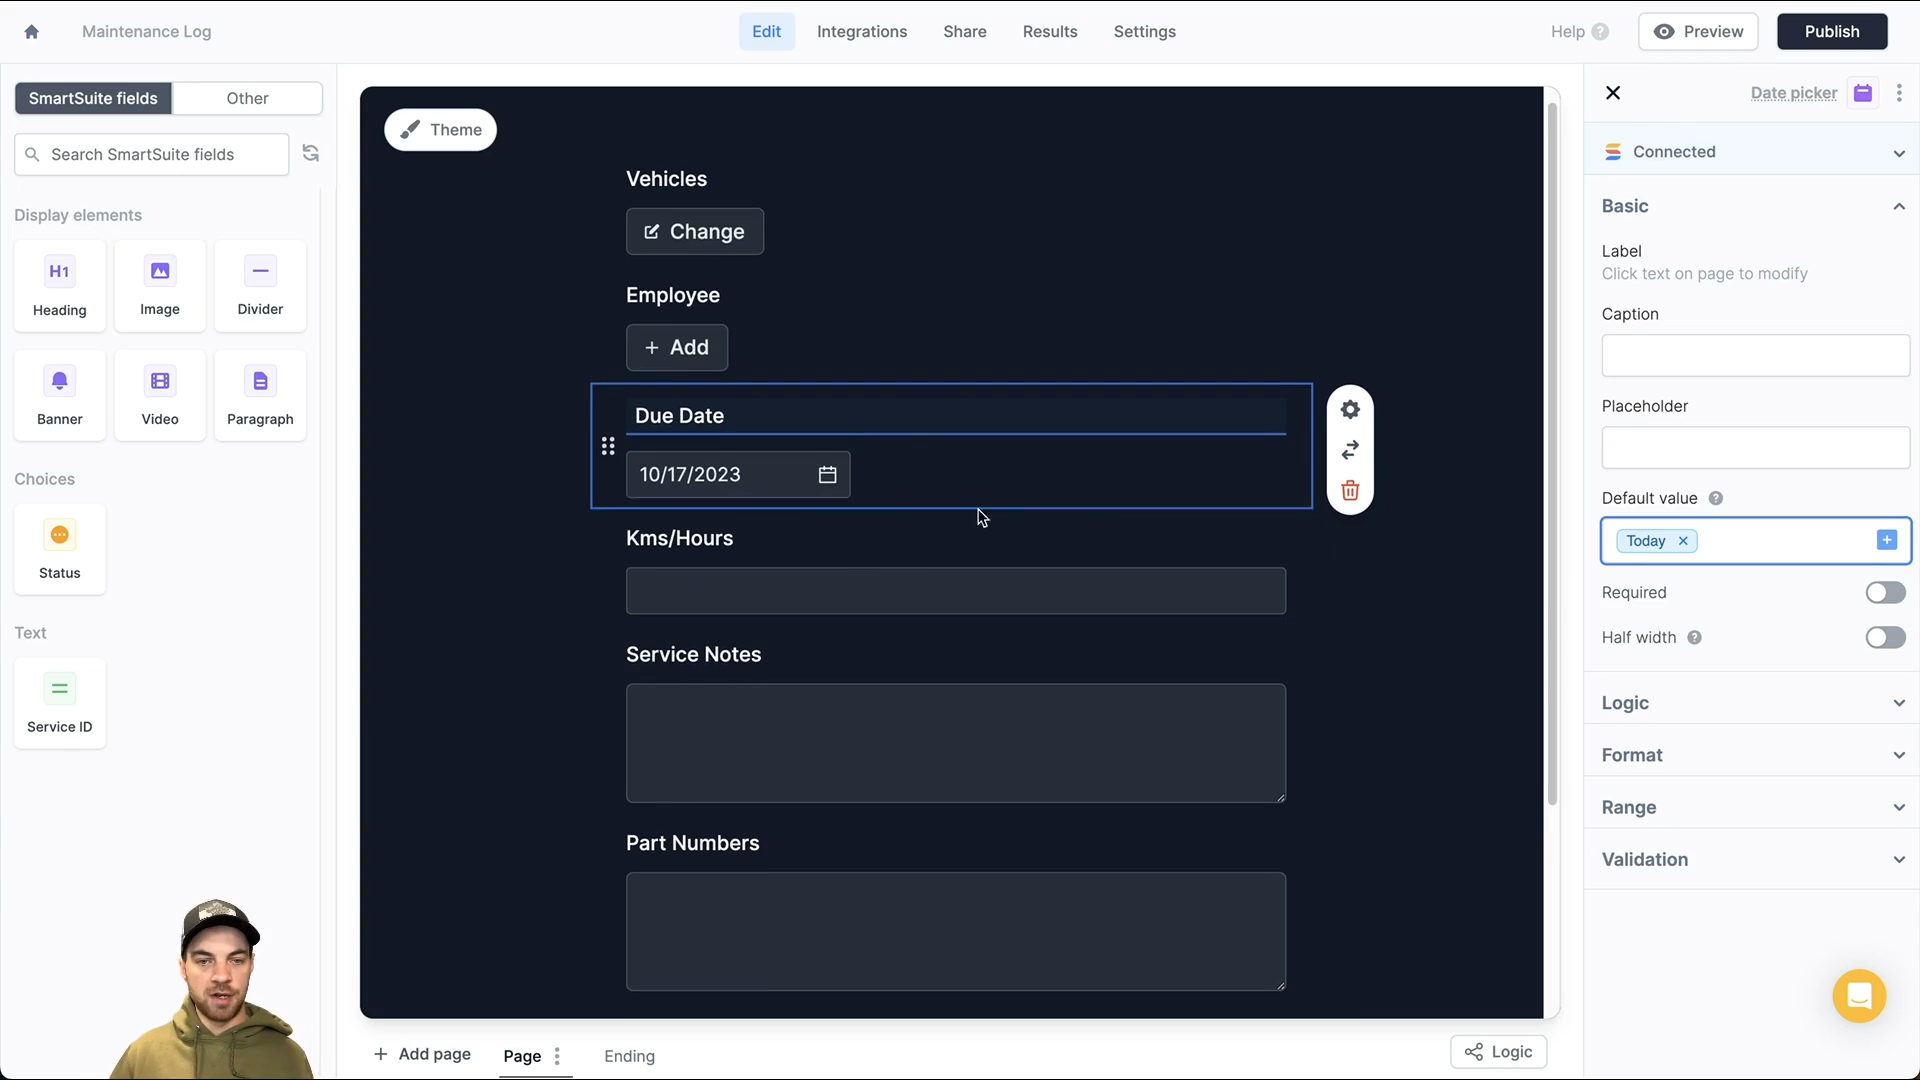 Maintenance Log
Edit
Integrations
Share
Results
Settings
Help
Preview
Publish
SmartSuite fields
Other
Search SmartSuite fields
Display elements
H1
Heading
Image
Divider
Banner
Video
Paragraph
Choices
Status
Text
Service ID
Theme
Vehicles
Change
Employee
+ Add
Due Date
10/17/2023
Kms/Hours
Service Notes
Part Numbers
+ Add page
Page
Ending
Logic
Date picker
Connected
Basic
Label
Click text on page to modify
Caption
Placeholder
Default value
Today
Required
Half width
Logic
Format
Range
Validation